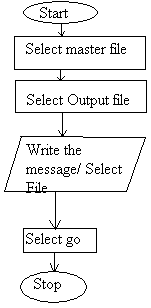 Start
Select master file
Select Output file
Write the
message/ Select
File
Select go
Stop